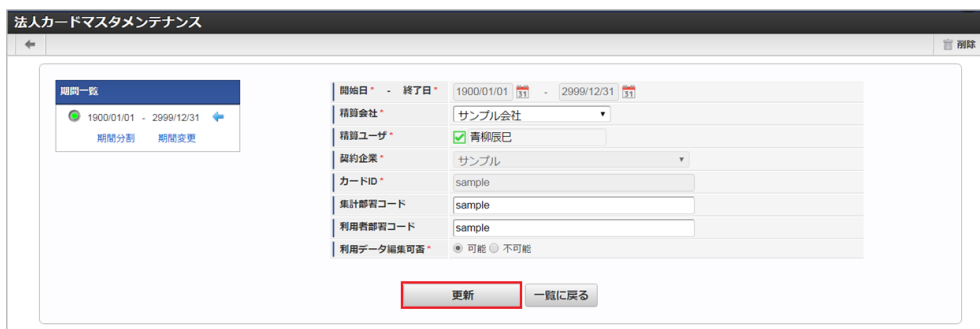 法人カードマスタメンテナンス
削除
期間一覧
1900/01/01 - 2999/12/31
期間分割 期間変更
開始日* - 終了日* 1900/01/01 31 - 2999/12/31 31
精算会社* サンプル会社
精算ユーザ* 青柳辰巳
契約企業* サンプル
カードID* sample
集計部署コード sample
利用者部署コード sample
利用データ編集可否* 可能 不可能
更新 一覧に戻る